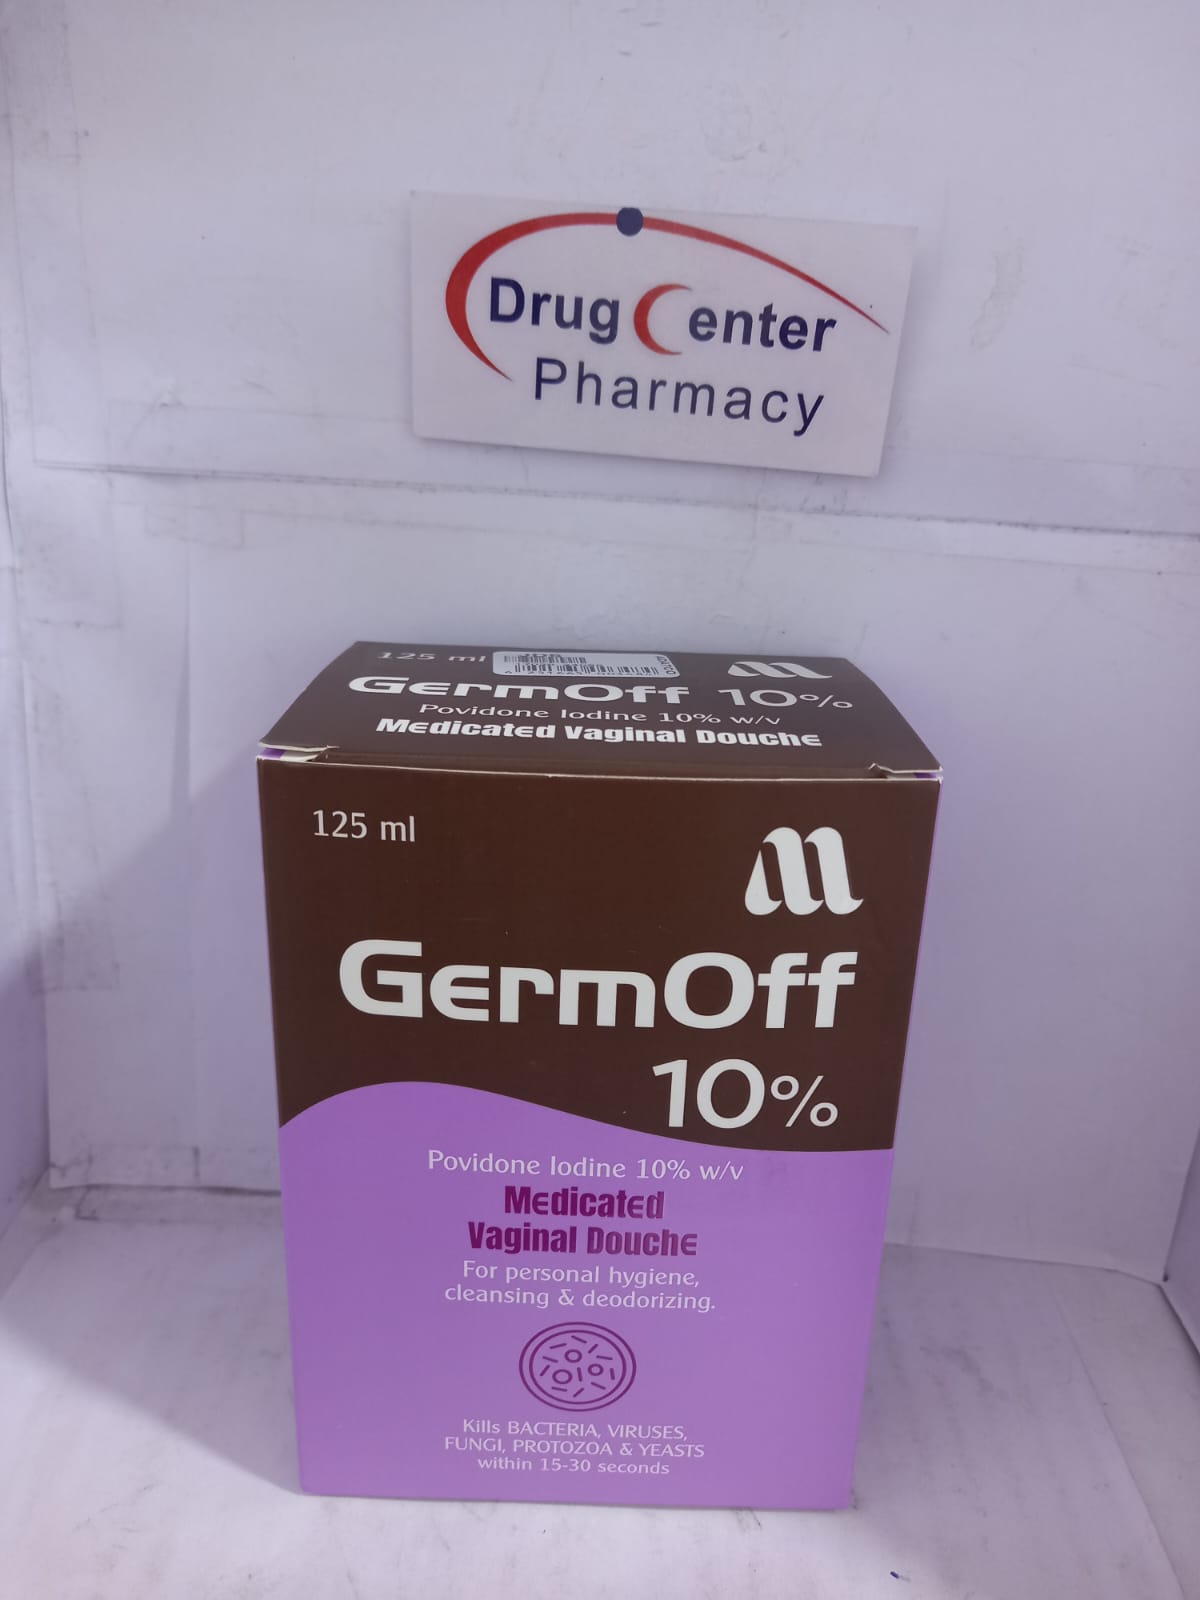 Drug Center
Pharmacy
125 ml
GermOff 10%
Povidone Iodine 10% w/v
Medicated Vaginal Douche
125 ml
GermOff
10%
Povidone Iodine 10% w/v
Medicated
Vaginal Douche
For personal hygiene,
cleansing & deodorizing.
Kills BACTERIA, VIRUSES,
FUNGI, PROTOZOA & YEASTS
within 15-30 seconds